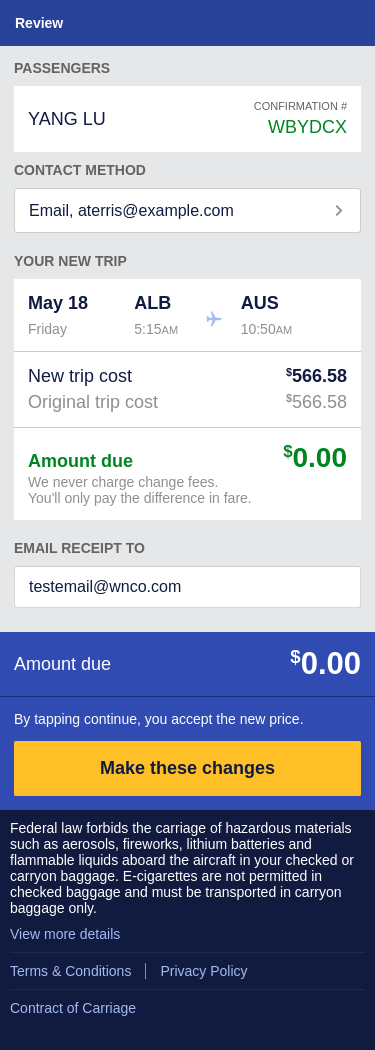 Review
PASSENGERS
YANG LU
CONFIRMATION #
WBYDCX
CONTACT METHOD
Email, aterris@example.com
YOUR NEW TRIP
May 18 ALB AUS
Friday 5:15AM 10:50AM
New trip cost $566.58
Original trip cost $566.58
Amount due $0.00
We never charge change fees.
You'll only pay the difference in fare.
EMAIL RECEIPT TO
testemail@wnco.com
Amount due $0.00
By tapping continue, you accept the new price.
Make these changes
Federal law forbids the carriage of hazardous materials
such as aerosols, fireworks, lithium batteries and
flammable liquids aboard the aircraft in your checked or
carryon baggage. E-cigarettes are not permitted in
checked baggage and must be transported in carryon
baggage only.
View more details
Terms & Conditions Privacy Policy
Contract of Carriage